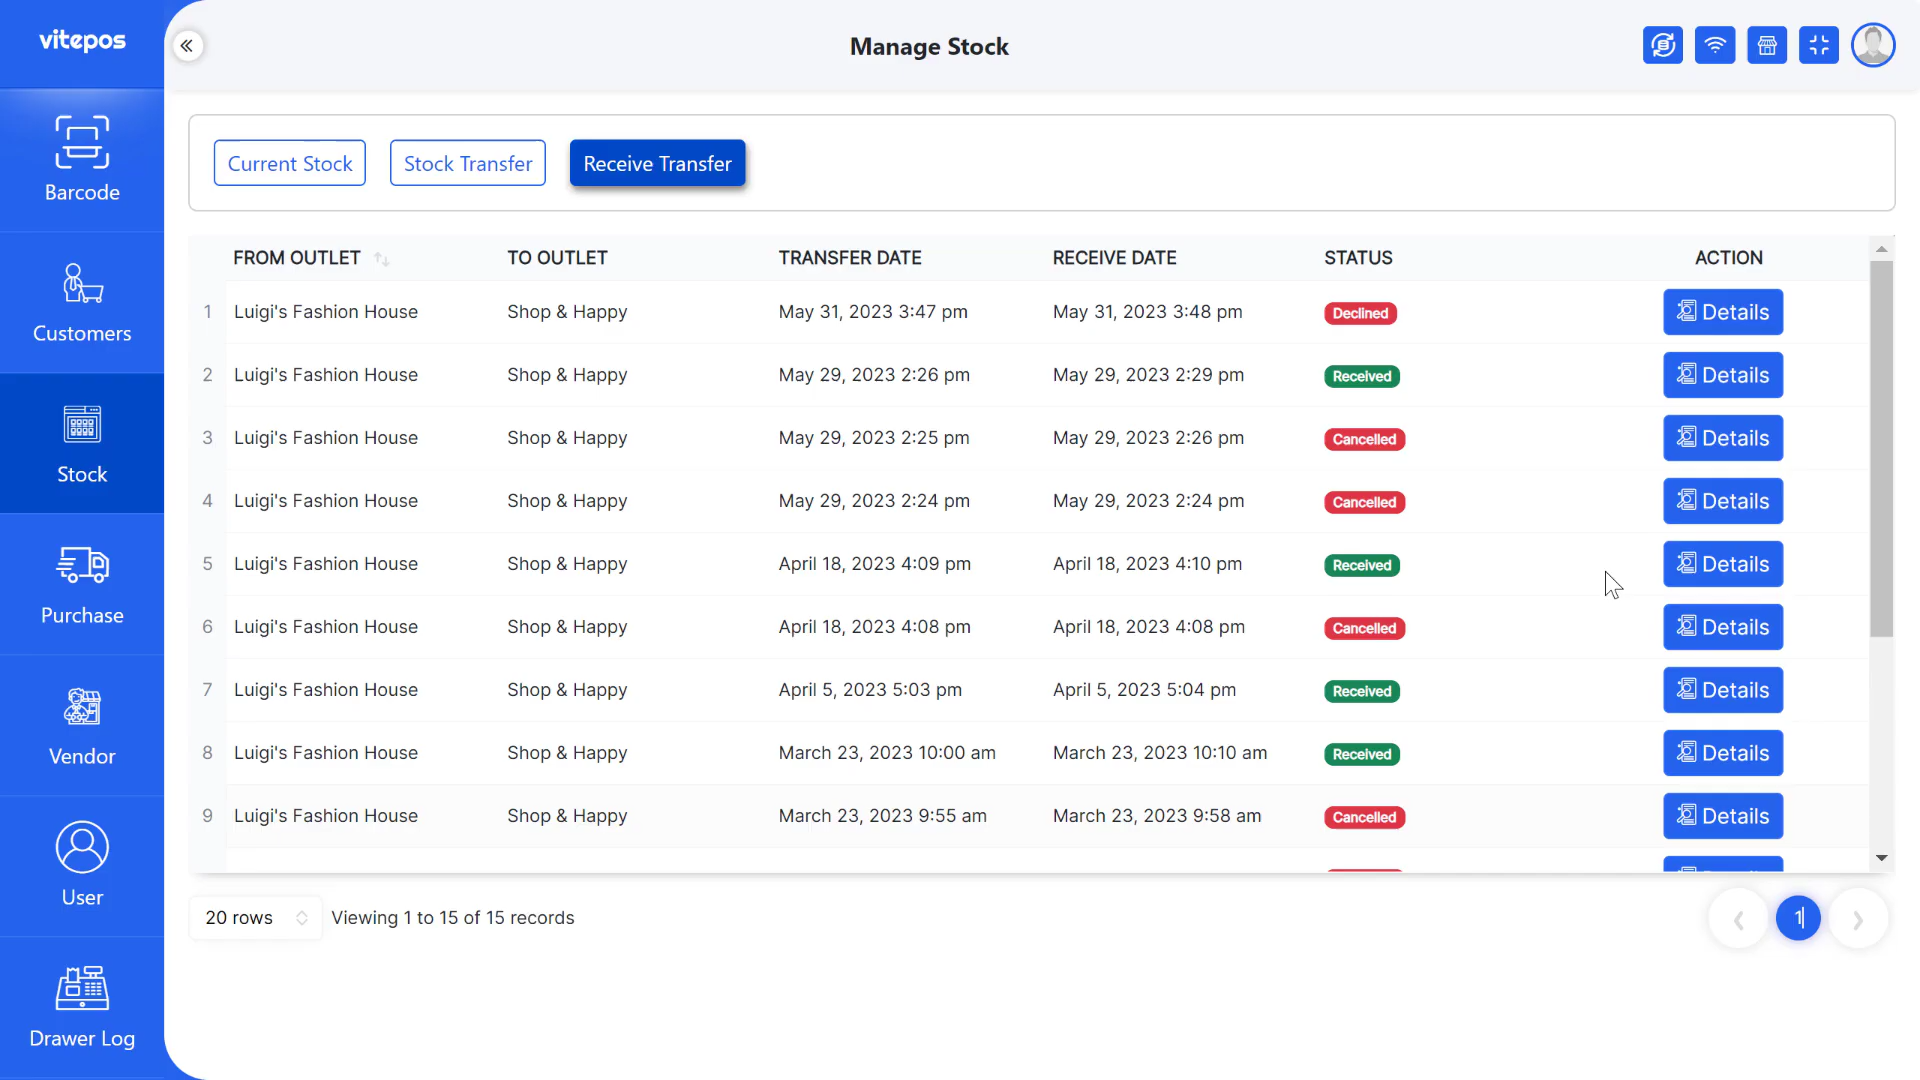 vitepos
Manage Stock
Barcode
Customers
Stock
Purchase
Vendor
User
Drawer Log
Current Stock Stock Transfer Receive Transfer
FROM OUTLET TO OUTLET TRANSFER DATE RECEIVE DATE STATUS ACTION
1 Luigi's Fashion House Shop & Happy May 31, 2023 3:47 pm May 31, 2023 3:48 pm Declined Details
2 Luigi's Fashion House Shop & Happy May 29, 2023 2:26 pm May 29, 2023 2:29 pm Received Details
3 Luigi's Fashion House Shop & Happy May 29, 2023 2:25 pm May 29, 2023 2:26 pm Cancelled Details
4 Luigi's Fashion House Shop & Happy May 29, 2023 2:24 pm May 29, 2023 2:24 pm Cancelled Details
5 Luigi's Fashion House Shop & Happy April 18, 2023 4:09 pm April 18, 2023 4:10 pm Received Details
6 Luigi's Fashion House Shop & Happy April 18, 2023 4:08 pm April 18, 2023 4:08 pm Cancelled Details
7 Luigi's Fashion House Shop & Happy April 5, 2023 5:03 pm April 5, 2023 5:04 pm Received Details
8 Luigi's Fashion House Shop & Happy March 23, 2023 10:00 am March 23, 2023 10:10 am Received Details
9 Luigi's Fashion House Shop & Happy March 23, 2023 9:55 am March 23, 2023 9:58 am Cancelled Details
20 rows Viewing 1 to 15 of 15 records 1